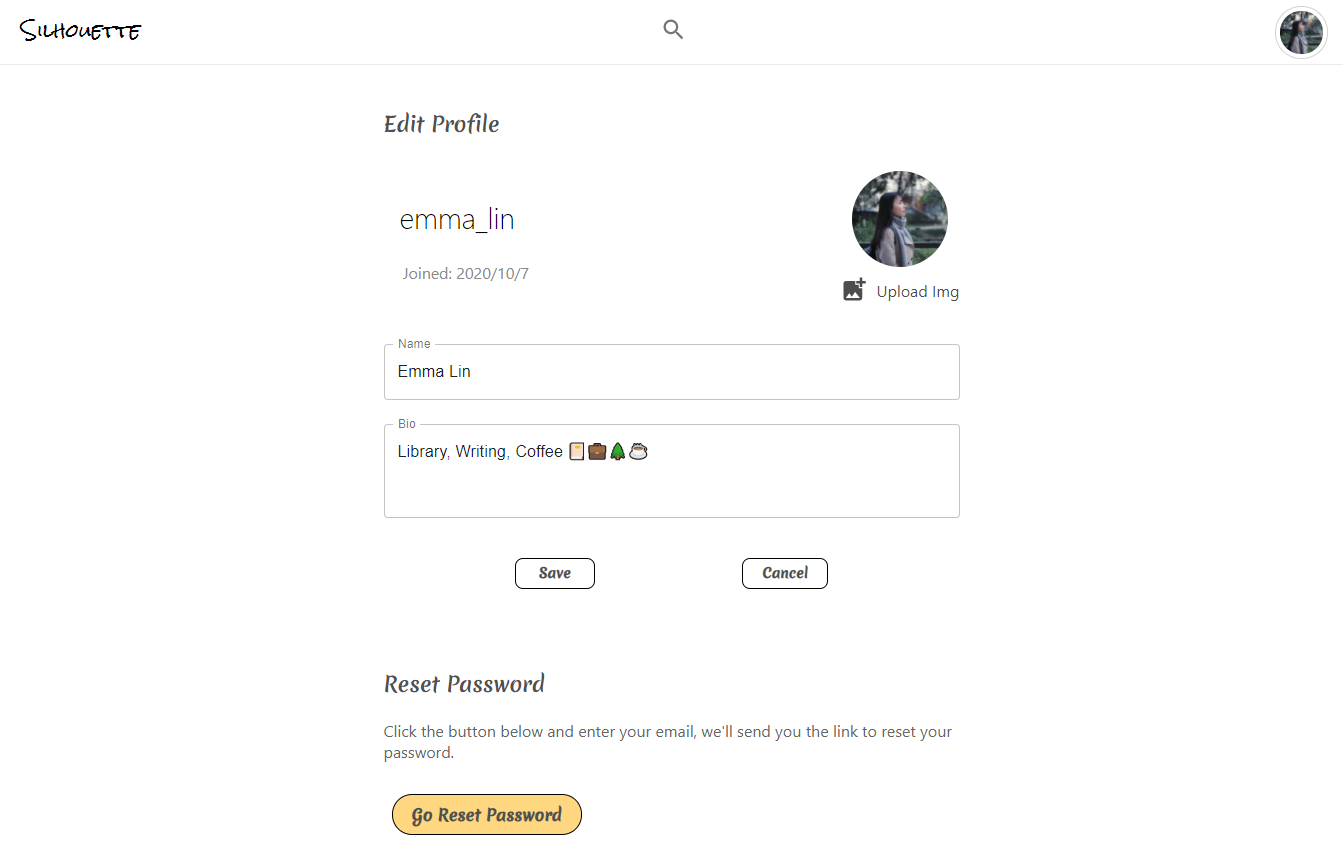 Silhouette
Edit Profile
emma_lin
Joined: 2020/10/7
Upload Img
Name
Emma Lin
Bio
Library, Writing, Coffee 📔💼🌲☕
Save
Cancel
Reset Password
Click the button below and enter your email, we'll send you the link to reset your
password.
Go Reset Password